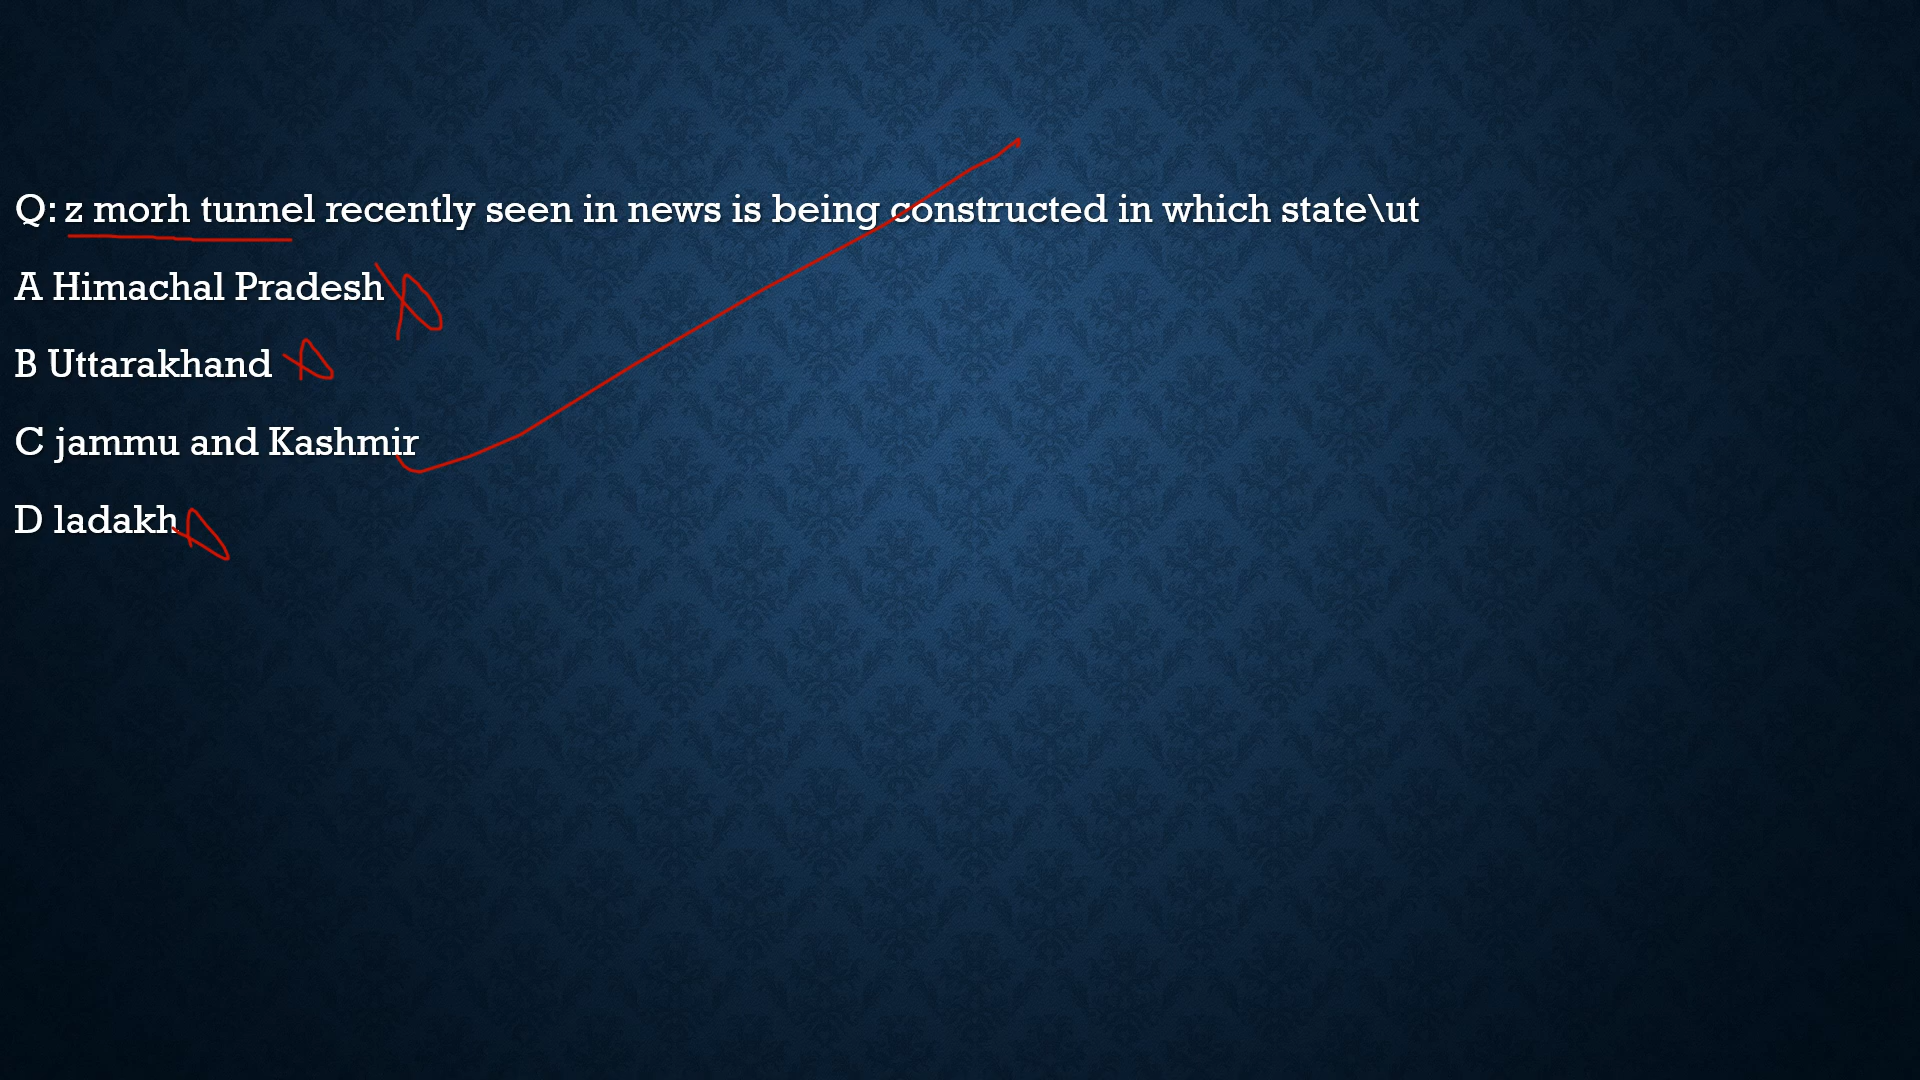 Q: z morh tunnel recently seen in news is being constructed in which state\ut
A Himachal Pradesh
B Uttarakhand
C jammu and Kashmir
D ladakh